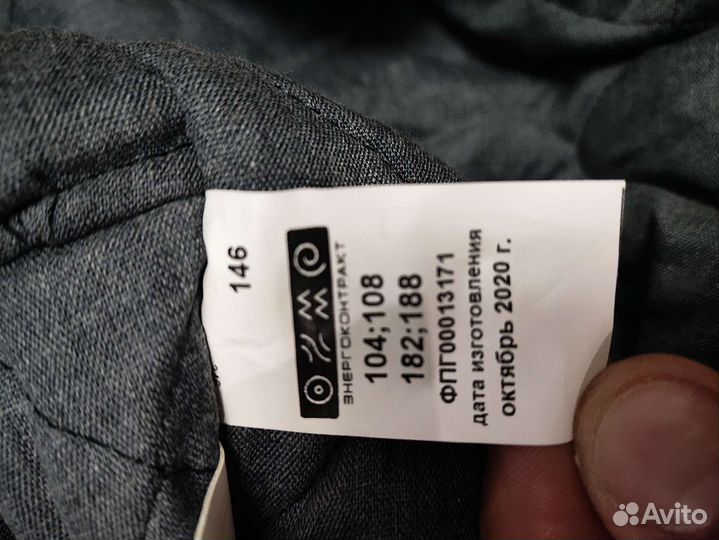 146
ЭНЕРГОКОНТРАКТ
104;108
182;188
ФПГ00013171
дата изготовления
октябрь 2020 г.
Avito